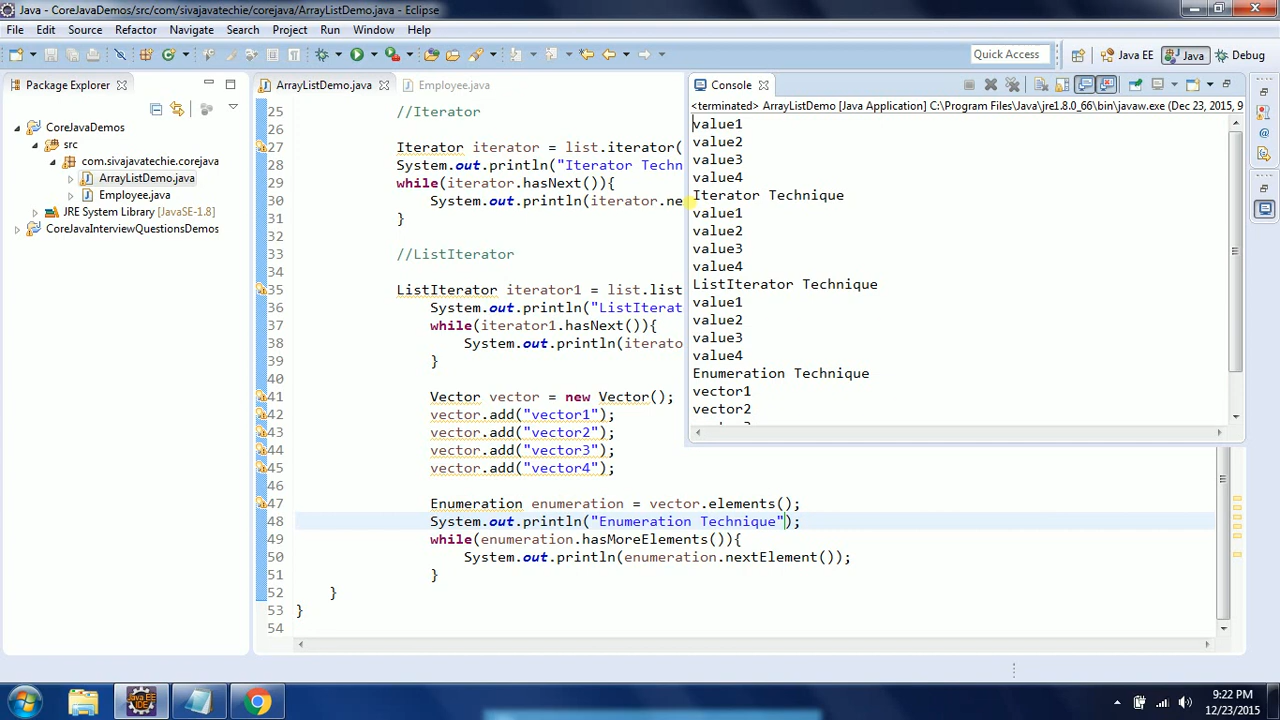 Java - CoreJavaDemos/src/com/sivajavatechie/corejava/ArrayListDemo.java - Eclipse
File Edit Source Refactor Navigate Search Project Run Window Help
Quick Access Java EE Java Debug
Package Explorer
CoreJavaDemos
src
com.sivajavatechie.corejava
ArrayListDemo.java
Employee.java
JRE System Library [JavaSE-1.8]
CoreJavaInterviewQuestionsDemos
ArrayListDemo.java Employee.java
25 //Iterator
26
27 Iterator iterator = list.iterator(
28 System.out.println("Iterator Techn
29 while(iterator.hasNext()){
30 System.out.println(iterator.ne
31 }
32
33 //ListIterator
34
35 ListIterator iterator1 = list.list
36 System.out.println("ListIterat
37 while(iterator1.hasNext()){
38 System.out.println(iterato
39 }
40
41 Vector vector = new Vector();
42 vector.add("vector1");
43 vector.add("vector2");
44 vector.add("vector3");
45 vector.add("vector4");
46
47 Enumeration enumeration = vector.elements();
48 System.out.println("Enumeration Technique");
49 while(enumeration.hasMoreElements()){
50 System.out.println(enumeration.nextElement());
51 }
52 }
53 }
54
Console
<terminated> ArrayListDemo [Java Application] C:\Program Files\Java\jre1.8.0_66\bin\javaw.exe (Dec 23, 2015, 9
value1
value2
value3
value4
Iterator Technique
value1
value2
value3
value4
ListIterator Technique
value1
value2
value3
value4
Enumeration Technique
vector1
vector2
Java EE
IDE
9:22 PM
12/23/2015